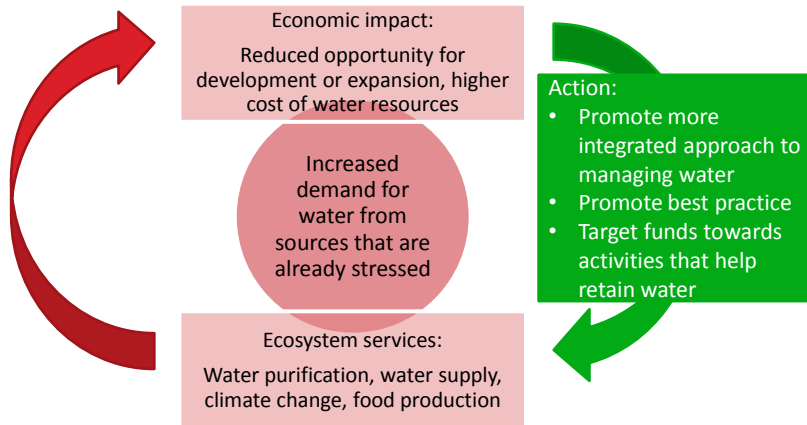 Economic impact:
Reduced opportunity for
development or expansion, higher
cost of water resources
Action:
• Promote more
integrated approach to
managing water
• Promote best practice
• Target funds towards
activities that help
retain water
Increased
demand for
water from
sources that are
already stressed
Ecosystem services:
Water purification, water supply,
climate change, food production